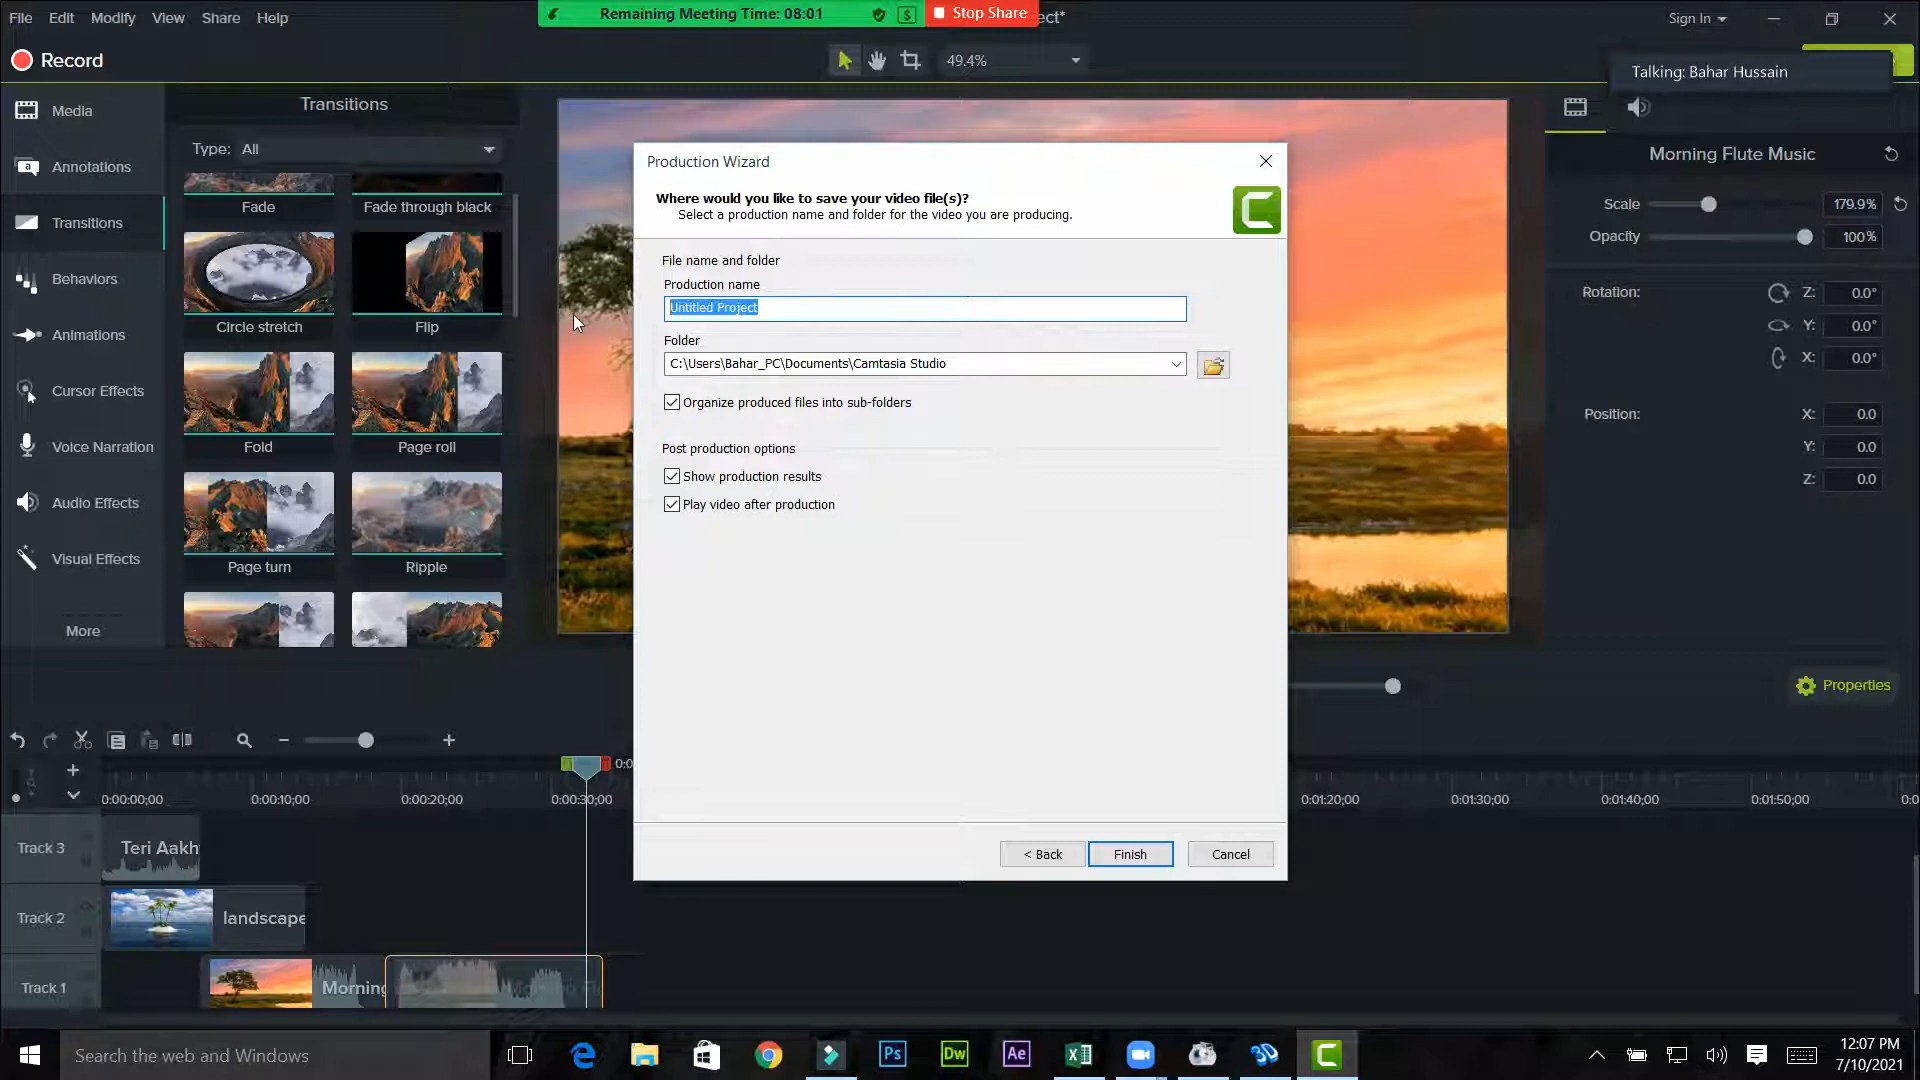 File Edit Modify View Share Help
Remaining Meeting Time: 08:01
$
Stop Share
ect*
Sign In
Record
49.4%
Talking: Bahar Hussain
Media
Annotations
Transitions
Behaviors
Animations
Cursor Effects
Voice Narration
Audio Effects
Visual Effects
More
Transitions
Type: All
Fade
Fade through black
Circle stretch
Flip
Fold
Page roll
Page turn
Ripple
Production Wizard
Where would you like to save your video file(s)?
Select a production name and folder for the video you are producing.
File name and folder
Production name
Untitled Project
Folder
C:\Users\Bahar_PC\Documents\Camtasia Studio
Organize produced files into sub-folders
Post production options
Show production results
Play video after production
< Back
Finish
Cancel
Morning Flute Music
Scale 179.9%
Opacity 100%
Rotation: Z: 0.0°
Y: 0.0°
X: 0.0°
Position: X: 0.0
Y: 0.0
Z: 0.0
Properties
0:0
0:00:00;00 0:00:10;00 0:00:20;00 0:00:30;00 0:01:20;00 0:01:30;00 0:01:40;00 0:01:50;00 0:0
Track 3
Teri Aakh
Track 2
landscape
Track 1
Morning
Search the web and Windows
Ps
Dw
Ae
12:07 PM
7/10/2021